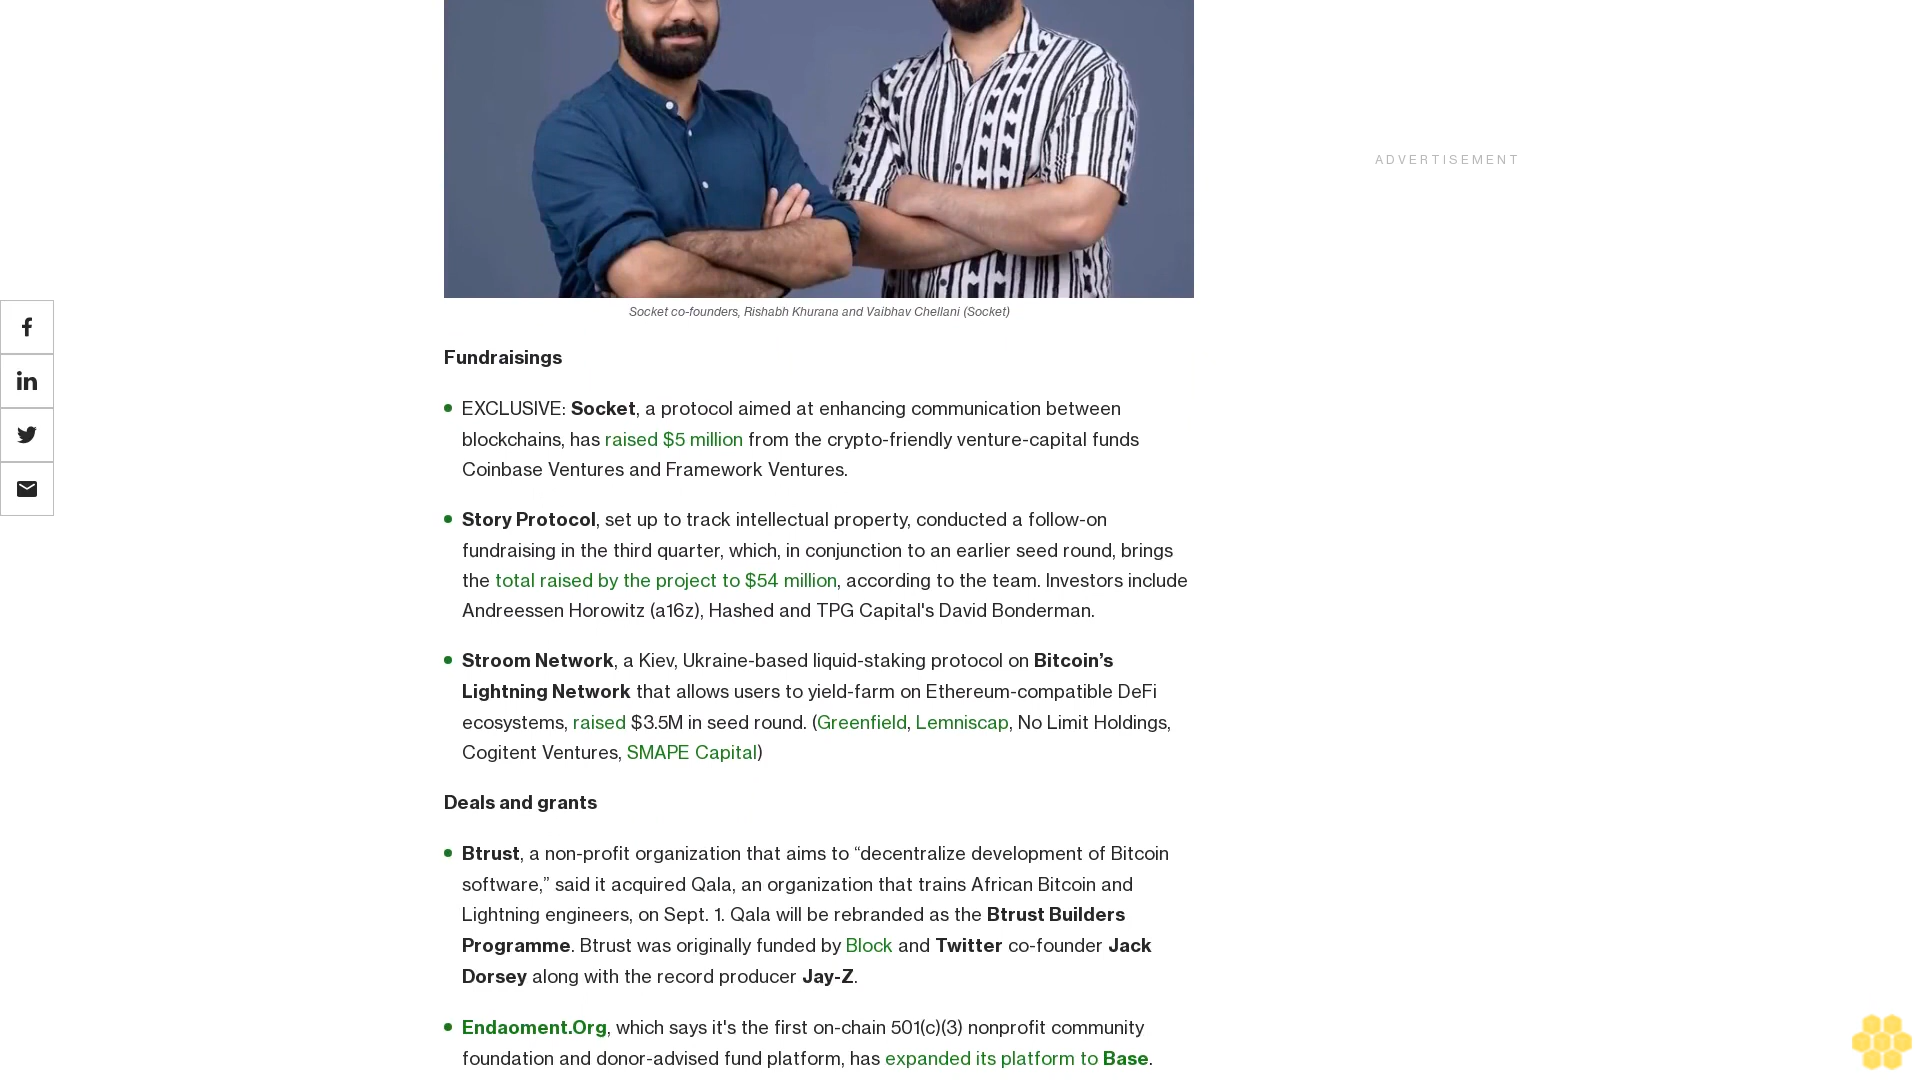 ADVERTISEMENT
Socket co-founders, Rishabh Khurana and Vaibhav Chellani (Socket)
Fundraisings
EXCLUSIVE: Socket, a protocol aimed at enhancing communication between
blockchains, has raised $5 million from the crypto-friendly venture-capital funds
Coinbase Ventures and Framework Ventures.
Story Protocol, set up to track intellectual property, conducted a follow-on
fundraising in the third quarter, which, in conjunction to an earlier seed round, brings
the total raised by the project to $54 million, according to the team. Investors include
Andreessen Horowitz (a16z), Hashed and TPG Capital's David Bonderman.
Stroom Network, a Kiev, Ukraine-based liquid-staking protocol on Bitcoin’s
Lightning Network that allows users to yield-farm on Ethereum-compatible DeFi
ecosystems, raised $3.5M in seed round. (Greenfield, Lemniscap, No Limit Holdings,
Cogitent Ventures, SMAPE Capital)
Deals and grants
Btrust, a non-profit organization that aims to “decentralize development of Bitcoin
software,” said it acquired Qala, an organization that trains African Bitcoin and
Lightning engineers, on Sept. 1. Qala will be rebranded as the Btrust Builders
Programme. Btrust was originally funded by Block and Twitter co-founder Jack
Dorsey along with the record producer Jay-Z.
Endaoment.Org, which says it's the first on-chain 501(c)(3) nonprofit community
foundation and donor-advised fund platform, has expanded its platform to Base.